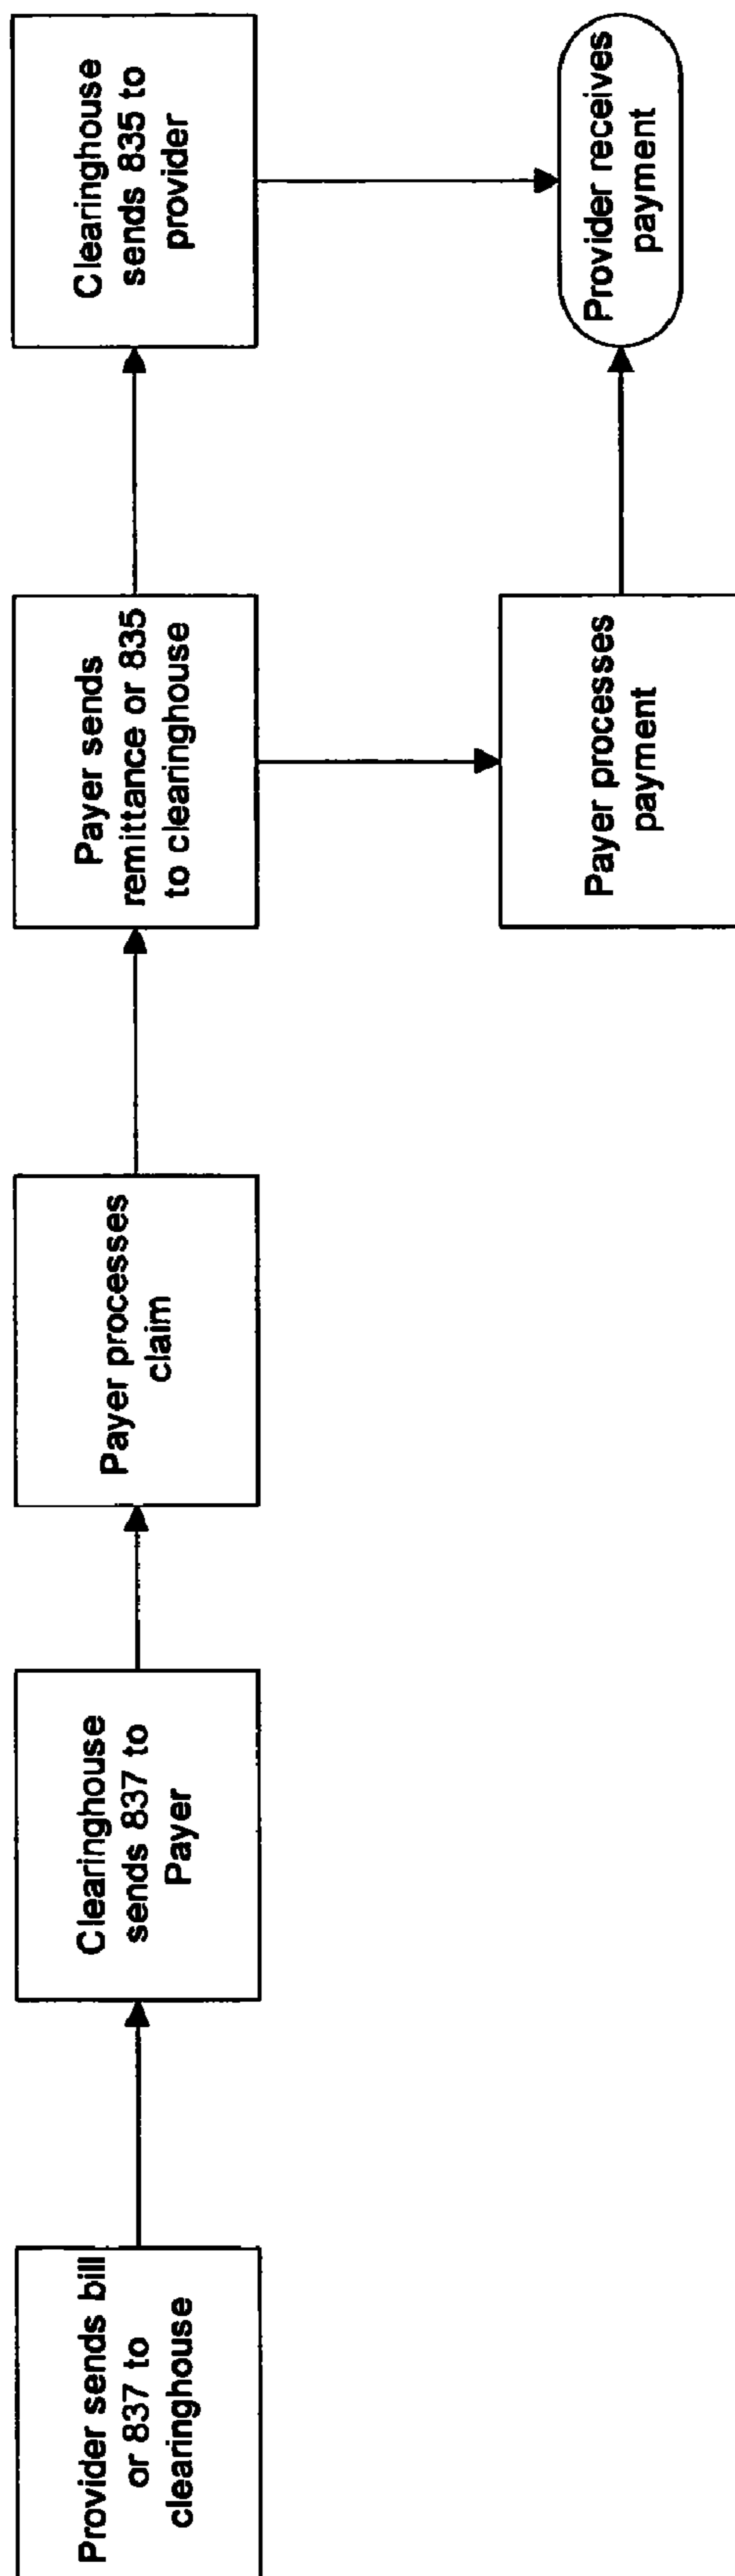 Provider sends bill
or 837 to
clearinghouse
Clearinghouse
sends 837 to
Payer
Payer processes
claim
Payer sends
remittance or 835
to clearinghouse
Clearinghouse
sends 835 to
provider
Payer processes
payment
Provider receives
payment